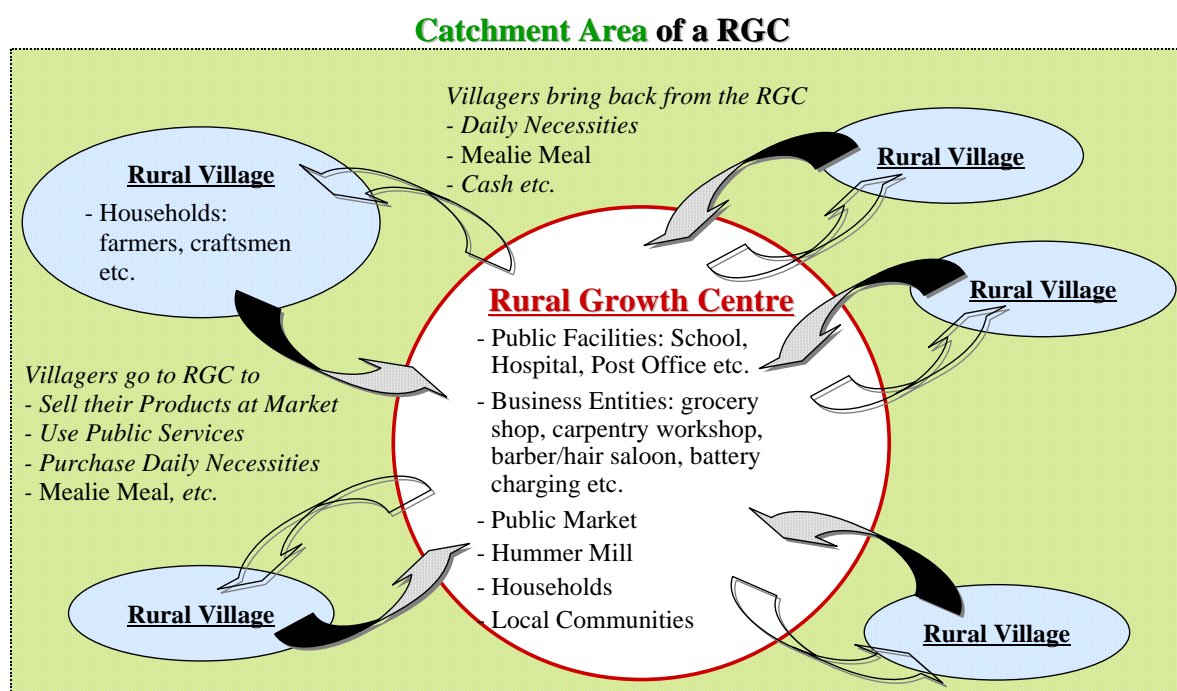 Catchment Area of a RGC
Villagers bring back from the RGC
- Daily Necessities
- Mealie Meal
- Cash etc.
Rural Village
- Households:
farmers, craftsmen
etc.
Rural Village
Rural Village
Rural Growth Centre
- Public Facilities: School,
Hospital, Post Office etc.
- Business Entities: grocery
shop, carpentry workshop,
barber/hair saloon, battery
charging etc.
- Public Market
- Hummer Mill
- Households
- Local Communities
Villagers go to RGC to
- Sell their Products at Market
- Use Public Services
- Purchase Daily Necessities
- Mealie Meal, etc.
Rural Village
Rural Village